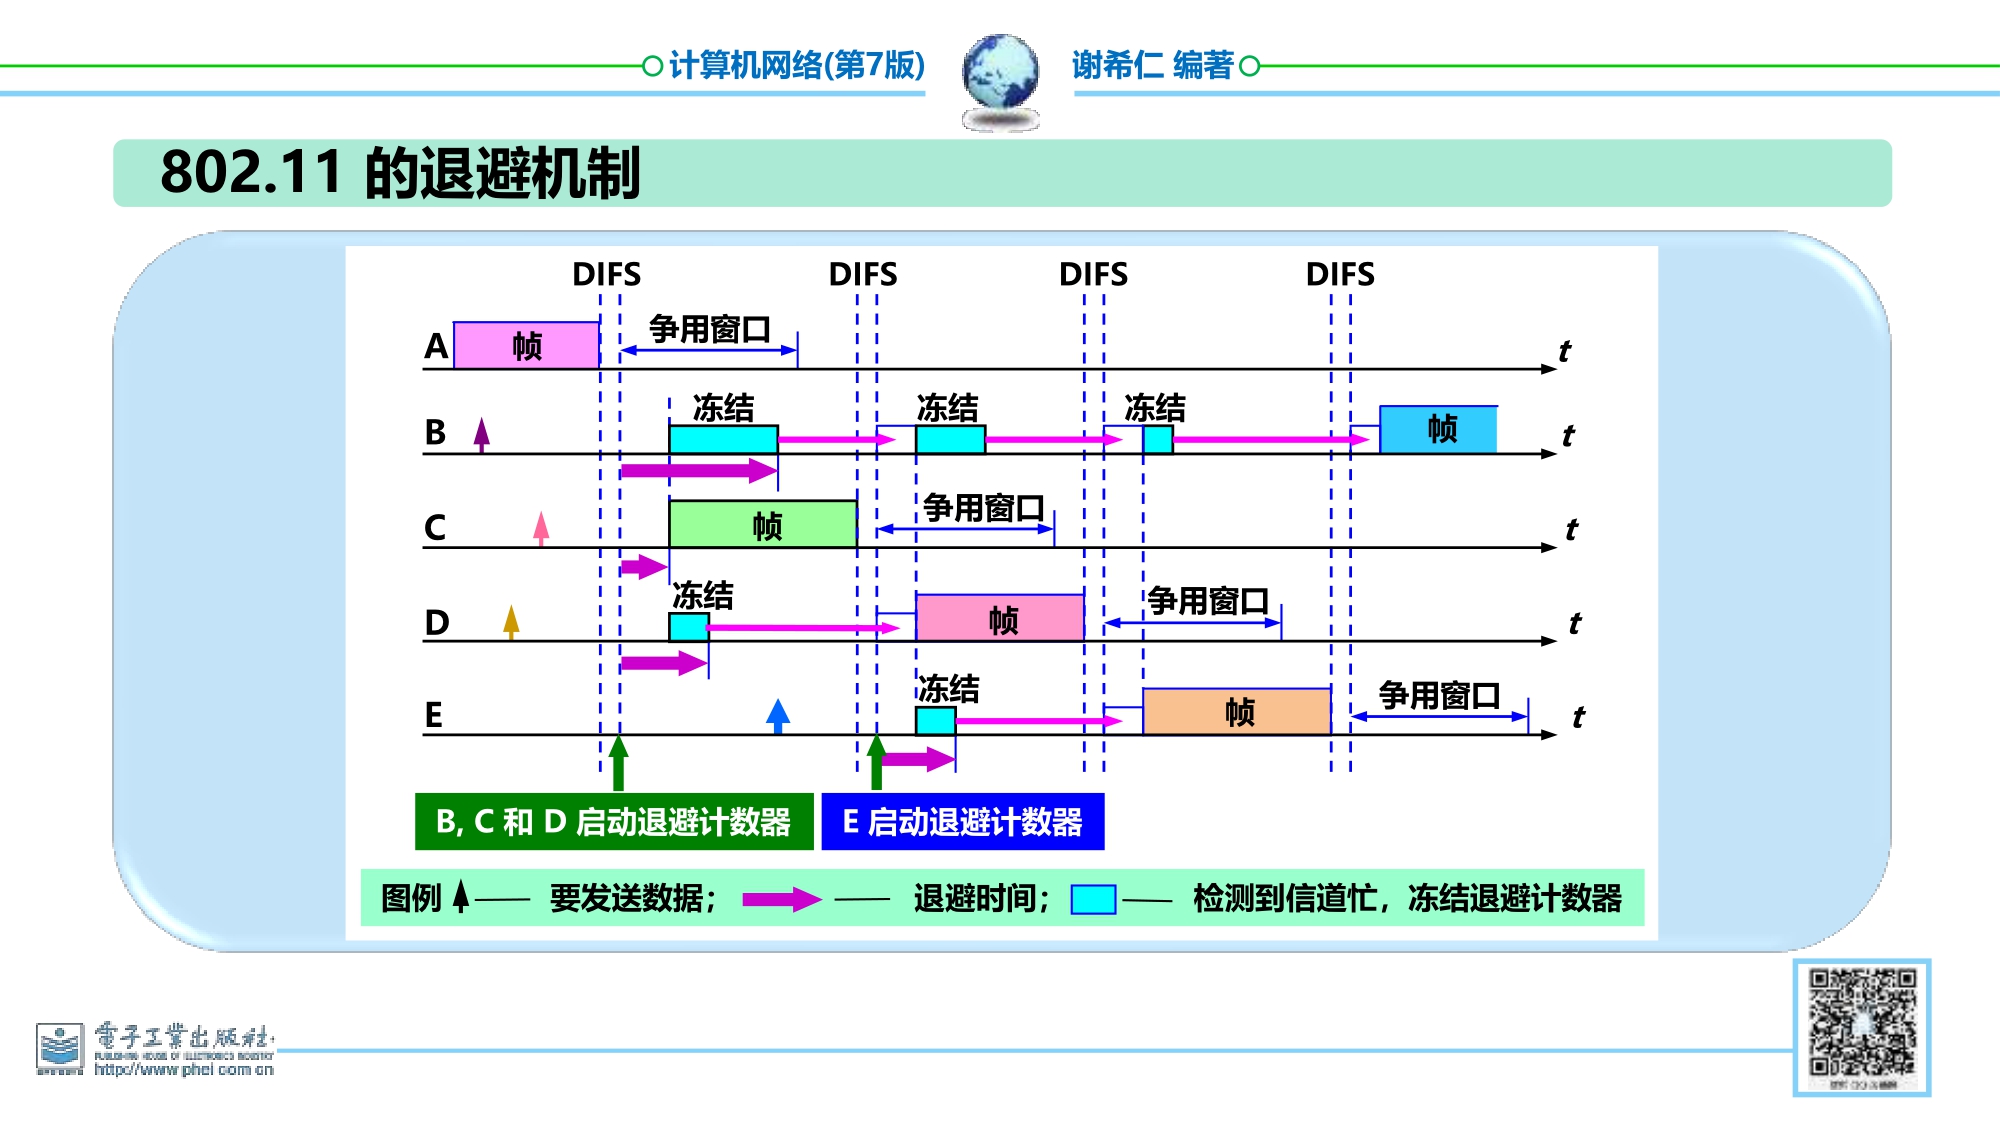 计算机网络(第7版) 谢希仁 编著
802.11 的退避机制
DIFS DIFS DIFS DIFS
A 帧 争用窗口 t
B 冻结 冻结 冻结 帧 t
C 帧 争用窗口 t
D 冻结 帧 争用窗口 t
E 冻结 帧 争用窗口 t
B, C 和 D 启动退避计数器 E 启动退避计数器
图例 —— 要发送数据； —— 退避时间； —— 检测到信道忙，冻结退避计数器
電子工業出版社
PUBLISHING HOUSE OF ELECTRONICS INDUSTRY
http://www.phei.com.cn